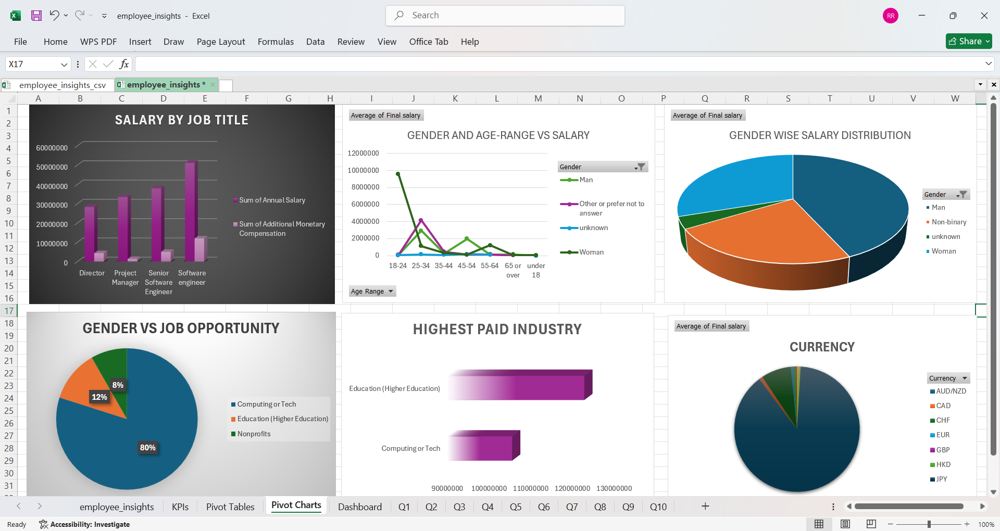 employee_insights - Excel
Search
RR
File Home WPS PDF Insert Draw Page Layout Formulas Data Review View Office Tab Help
Share
X17
fx
employee_insights_csv
employee_insights *
A B C D E F G H I J K L M N O P Q R S T U V W
1
2
3
4
5
6
7
8
9
10
11
12
13
14
15
16
17
18
19
20
21
22
23
24
25
26
27
28
29
30
31
SALARY BY JOB TITLE
60000000
50000000
40000000
30000000
20000000
10000000
0
Director
Project
Manager
Senior
Software
Engineer
Software
engineer
Sum of Annual Salary
Sum of Additional Monetary
Compensation
Average of Final salary
GENDER AND AGE-RANGE VS SALARY
12000000
10000000
8000000
6000000
4000000
2000000
0
18-24 25-34 35-44 45-54 55-64 65 or
over
under
18
Gender
Man
Other or prefer not to
answer
unknown
Woman
Age Range
Average of Final salary
GENDER WISE SALARY DISTRIBUTION
Gender
Man
Non-binary
unknown
Woman
GENDER VS JOB OPPORTUNITY
8%
12%
80%
Computing or Tech
Education (Higher Education)
Nonprofits
HIGHEST PAID INDUSTRY
Education (Higher Education)
Computing or Tech
90000000 100000000 110000000 120000000 130000000
Average of Final salary
CURRENCY
Currency
AUD/NZD
CAD
CHF
EUR
GBP
HKD
JPY
employee_insights KPIs Pivot Tables Pivot Charts Dashboard Q1 Q2 Q3 Q4 Q5 Q6 Q7 Q8 Q9 Q10
Ready
Accessibility: Investigate
100%